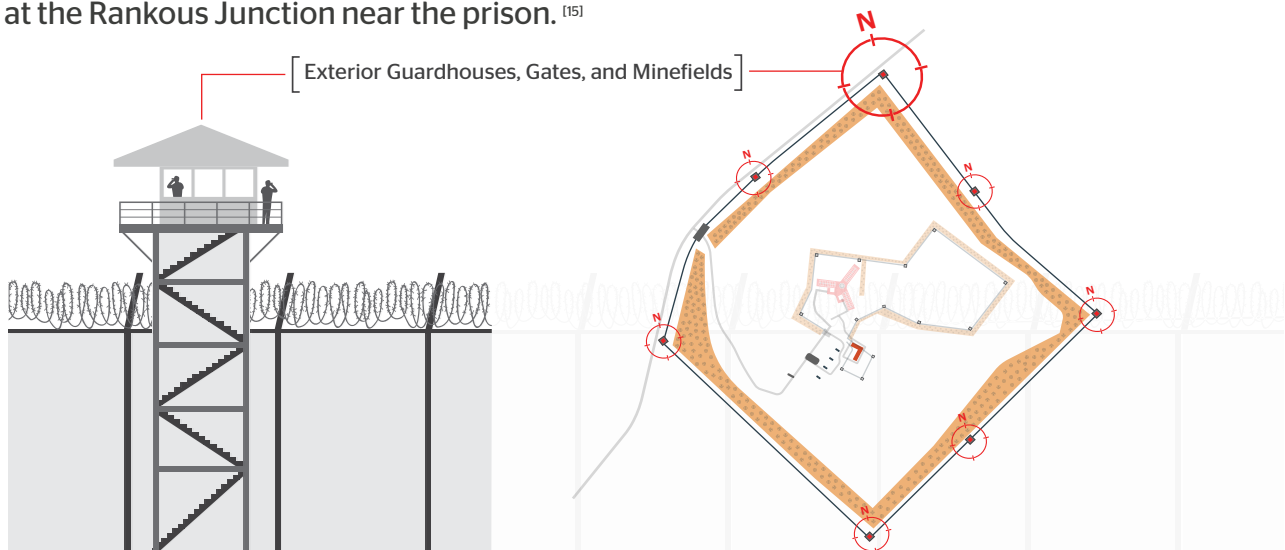 at the Rankous Junction near the prison. [15]
[Exterior Guardhouses, Gates, and Minefields]
N
N
N
N
N
N
N